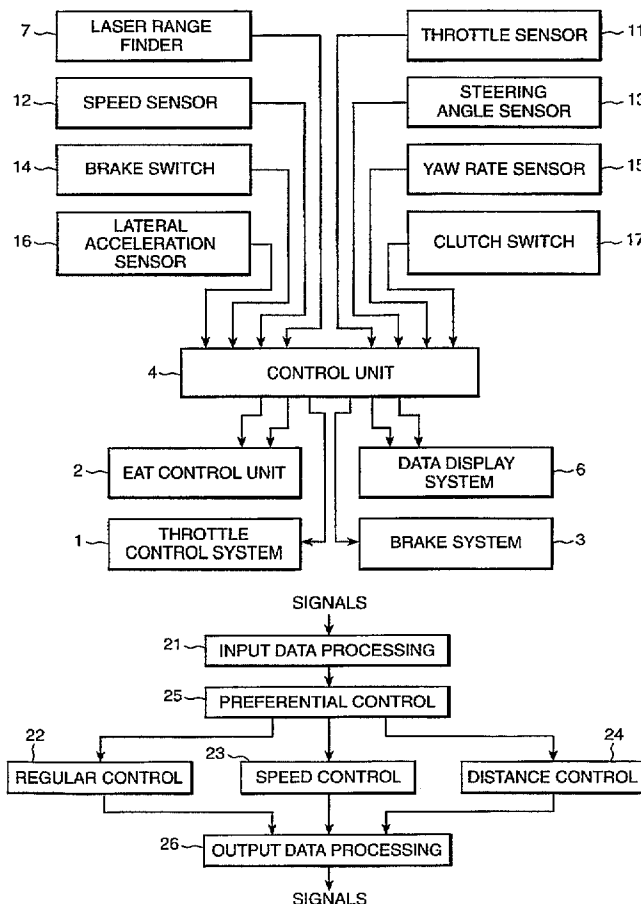 7
LASER RANGE
FINDER
THROTTLE SENSOR
11
12
SPEED SENSOR
STEERING
ANGLE SENSOR
13
14
BRAKE SWITCH
YAW RATE SENSOR
15
16
LATERAL
ACCELERATION
SENSOR
CLUTCH SWITCH
17
4
CONTROL UNIT
2
EAT CONTROL UNIT
DATA DISPLAY
SYSTEM
6
1
THROTTLE
CONTROL SYSTEM
BRAKE SYSTEM
3
SIGNALS
21
INPUT DATA PROCESSING
25
PREFERENTIAL CONTROL
22
REGULAR CONTROL
23
SPEED CONTROL
24
DISTANCE CONTROL
26
OUTPUT DATA PROCESSING
SIGNALS